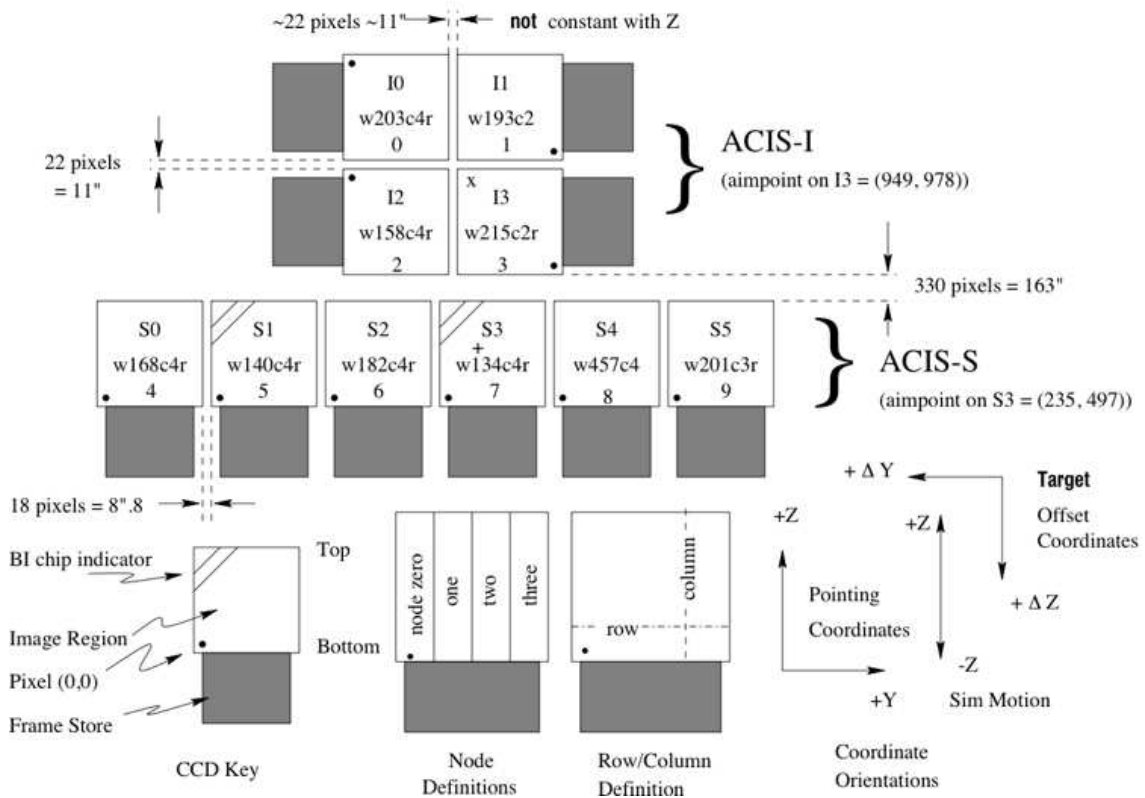 ~22 pixels ~11"
not constant with Z
I0
w203c4r
0
I1
w193c2
1
22 pixels
= 11"
I2
w158c4r
2
x
I3
w215c2r
3
}
ACIS-I
(aimpoint on I3 = (949, 978))
330 pixels = 163"
S0
w168c4r
4
S1
w140c4r
5
S2
w182c4r
6
S3
+
w134c4r
7
S4
w457c4
8
S5
w201c3r
9
}
ACIS-S
(aimpoint on S3 = (235, 497))
18 pixels = 8".8
BI chip indicator
Image Region
Pixel (0,0)
Frame Store
Top
Bottom
CCD Key
node zero
one
two
three
Node
Definitions
row
column
Row/Column
Definition
+ Δ Y
Target
Offset
Coordinates
+ Δ Z
+Z
Pointing
Coordinates
+Y
+Z
-Z
Sim Motion
Coordinate
Orientations